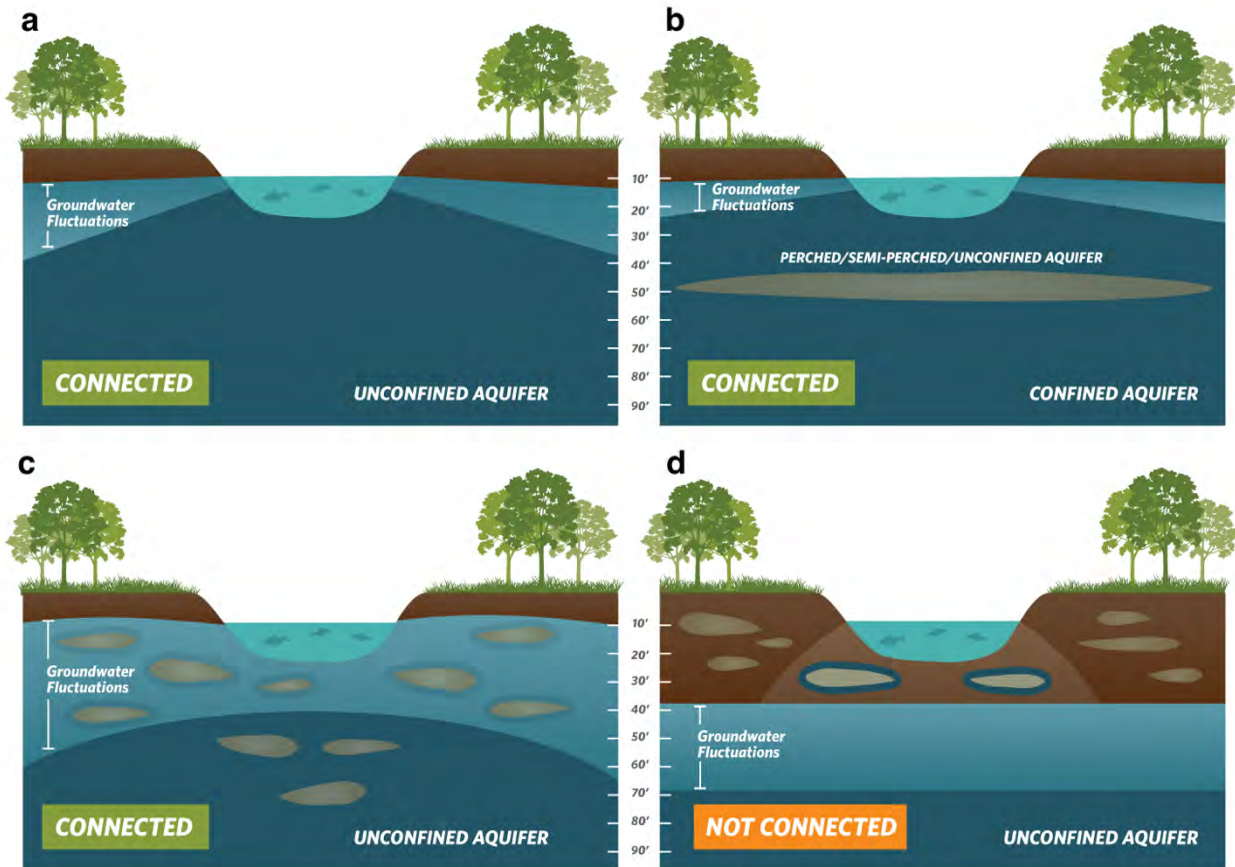 a
Groundwater
Fluctuations
CONNECTED
UNCONFINED AQUIFER
10'
20'
30'
40'
50'
60'
70'
80'
90'
b
Groundwater
Fluctuations
PERCHED/SEMI-PERCHED/UNCONFINED AQUIFER
CONNECTED
CONFINED AQUIFER
c
Groundwater
Fluctuations
CONNECTED
UNCONFINED AQUIFER
10'
20'
30'
40'
50'
60'
70'
80'
90'
d
Groundwater
Fluctuations
NOT CONNECTED
UNCONFINED AQUIFER